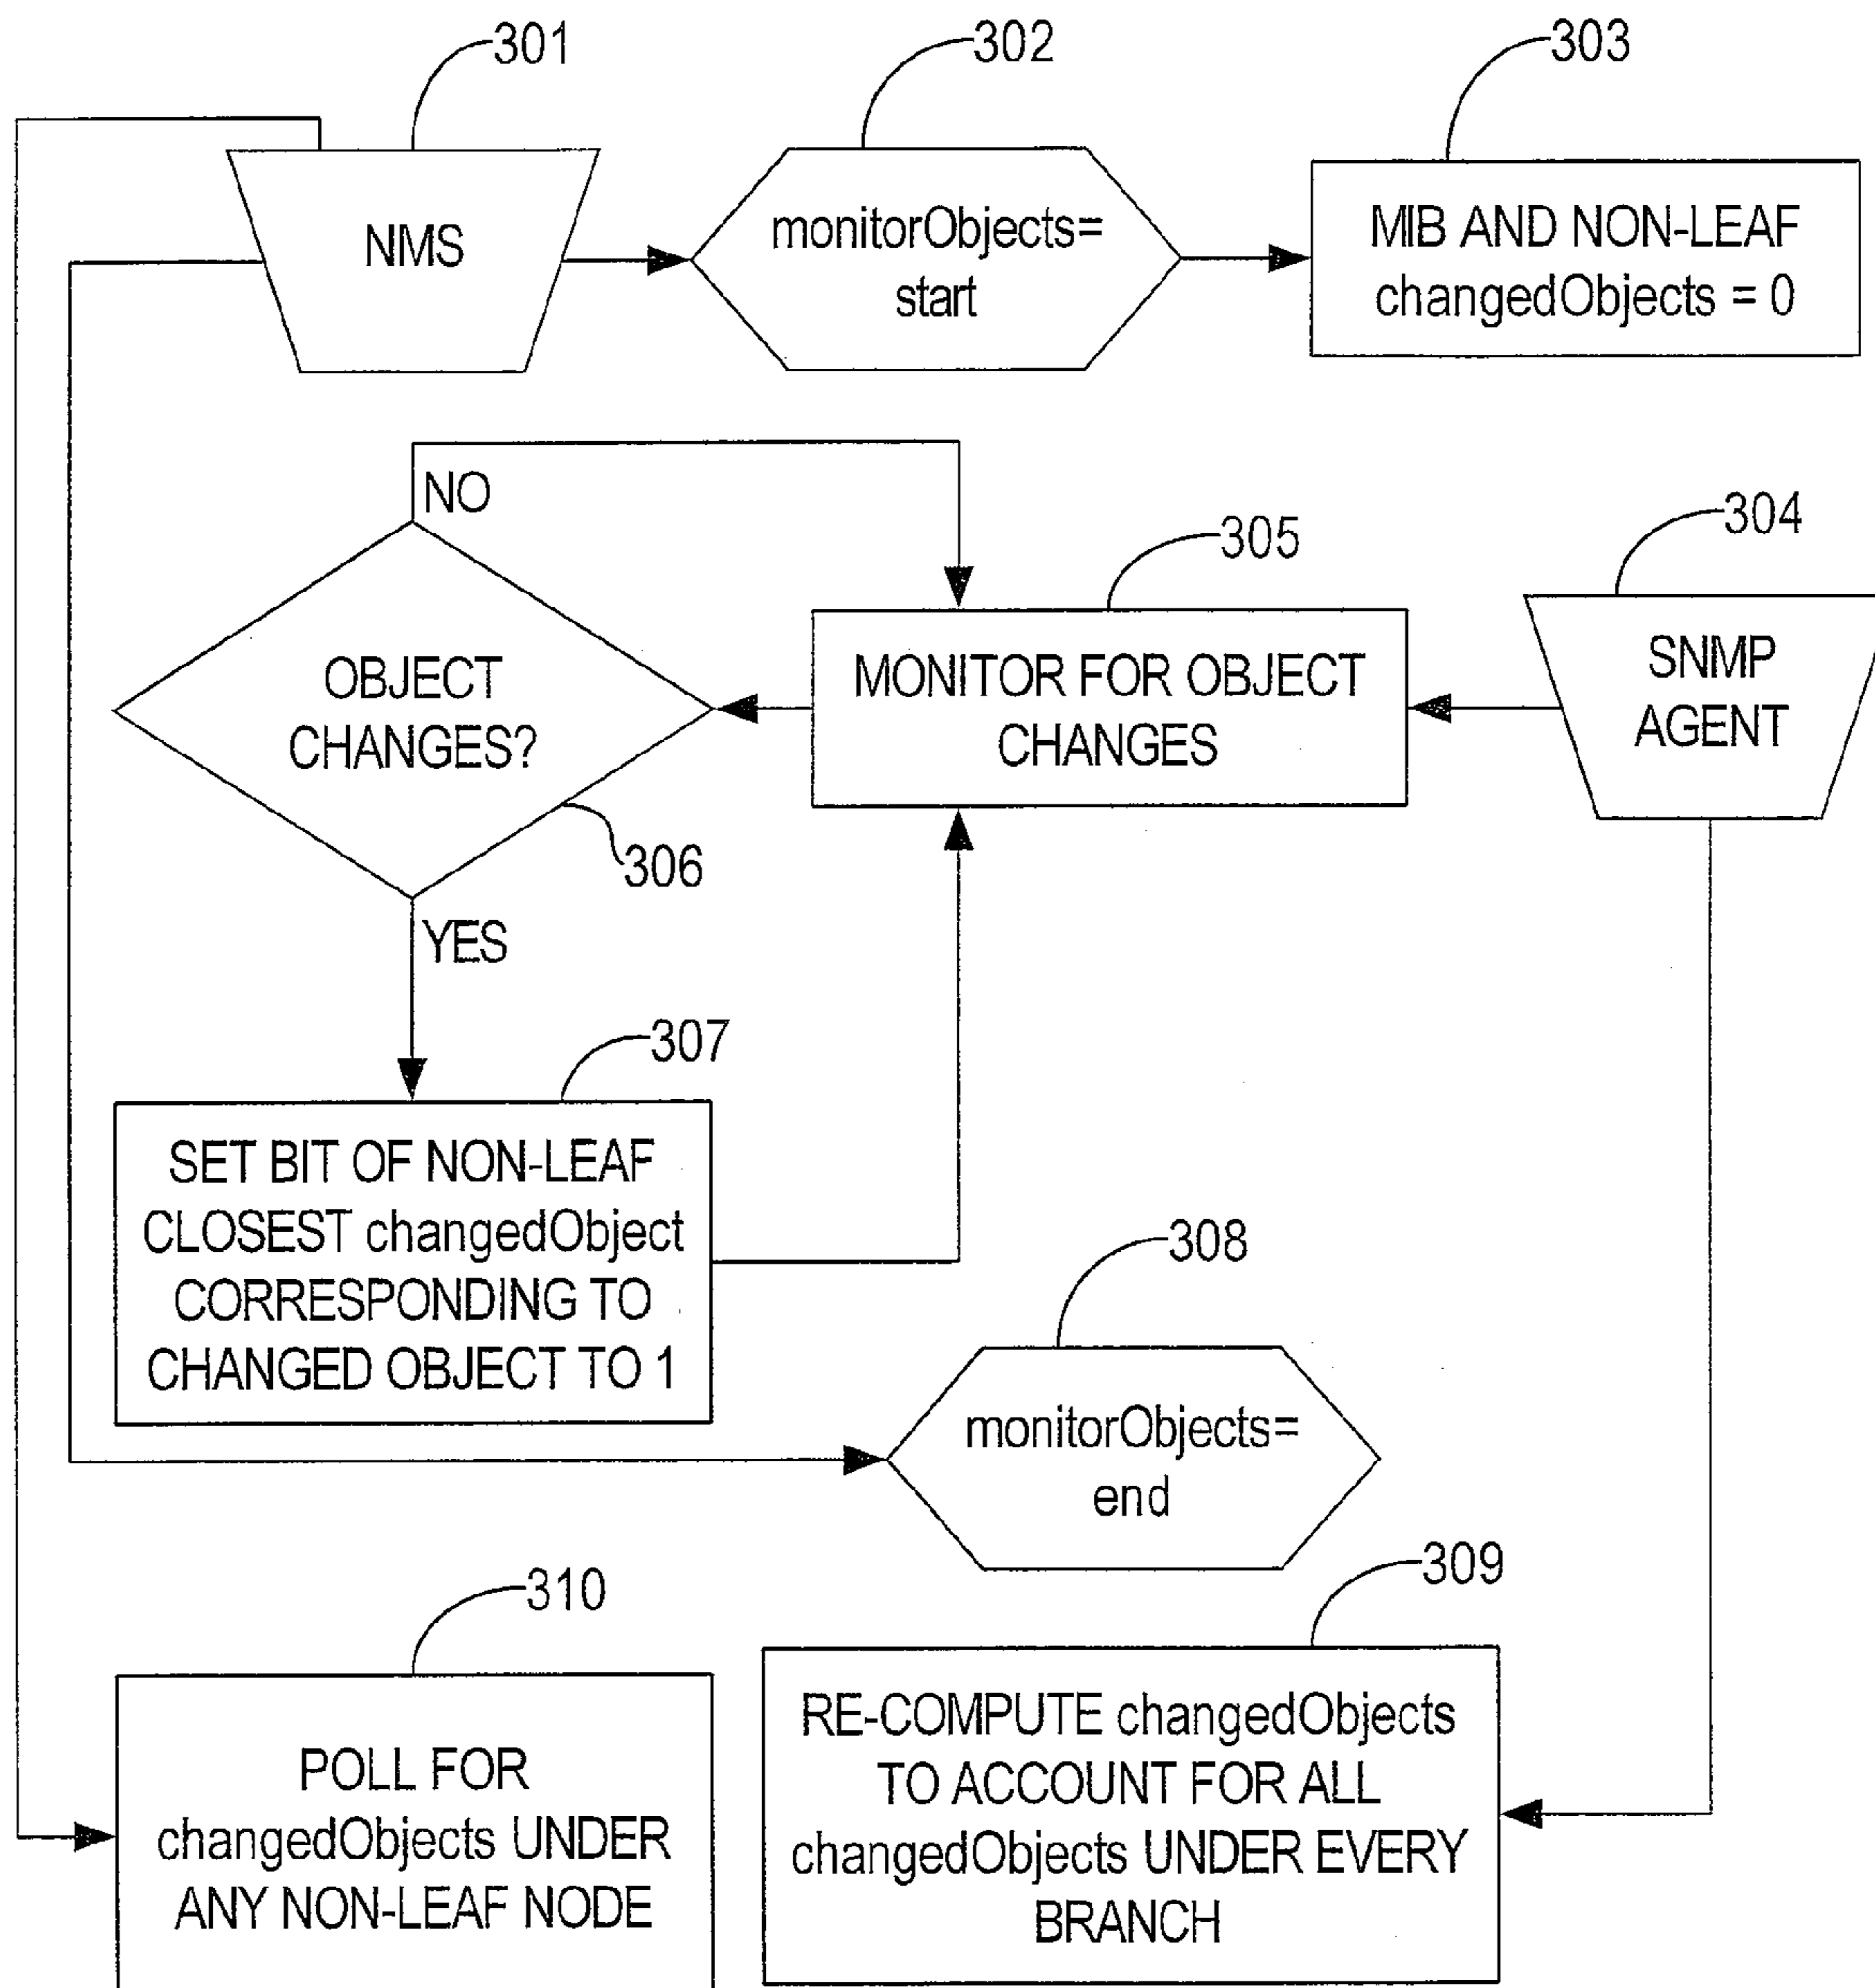 301
302
303
NMS
monitorObjects=
start
MIB AND NON-LEAF
changedObjects = 0
NO
304
305
OBJECT
CHANGES?
MONITOR FOR OBJECT
CHANGES
SNMP
AGENT
306
YES
307
SET BIT OF NON-LEAF
CLOSEST changedObject
CORRESPONDING TO
CHANGED OBJECT TO 1
308
monitorObjects=
end
309
310
RE-COMPUTE changedObjects
TO ACCOUNT FOR ALL
changedObjects UNDER EVERY
BRANCH
POLL FOR
changedObjects UNDER
ANY NON-LEAF NODE